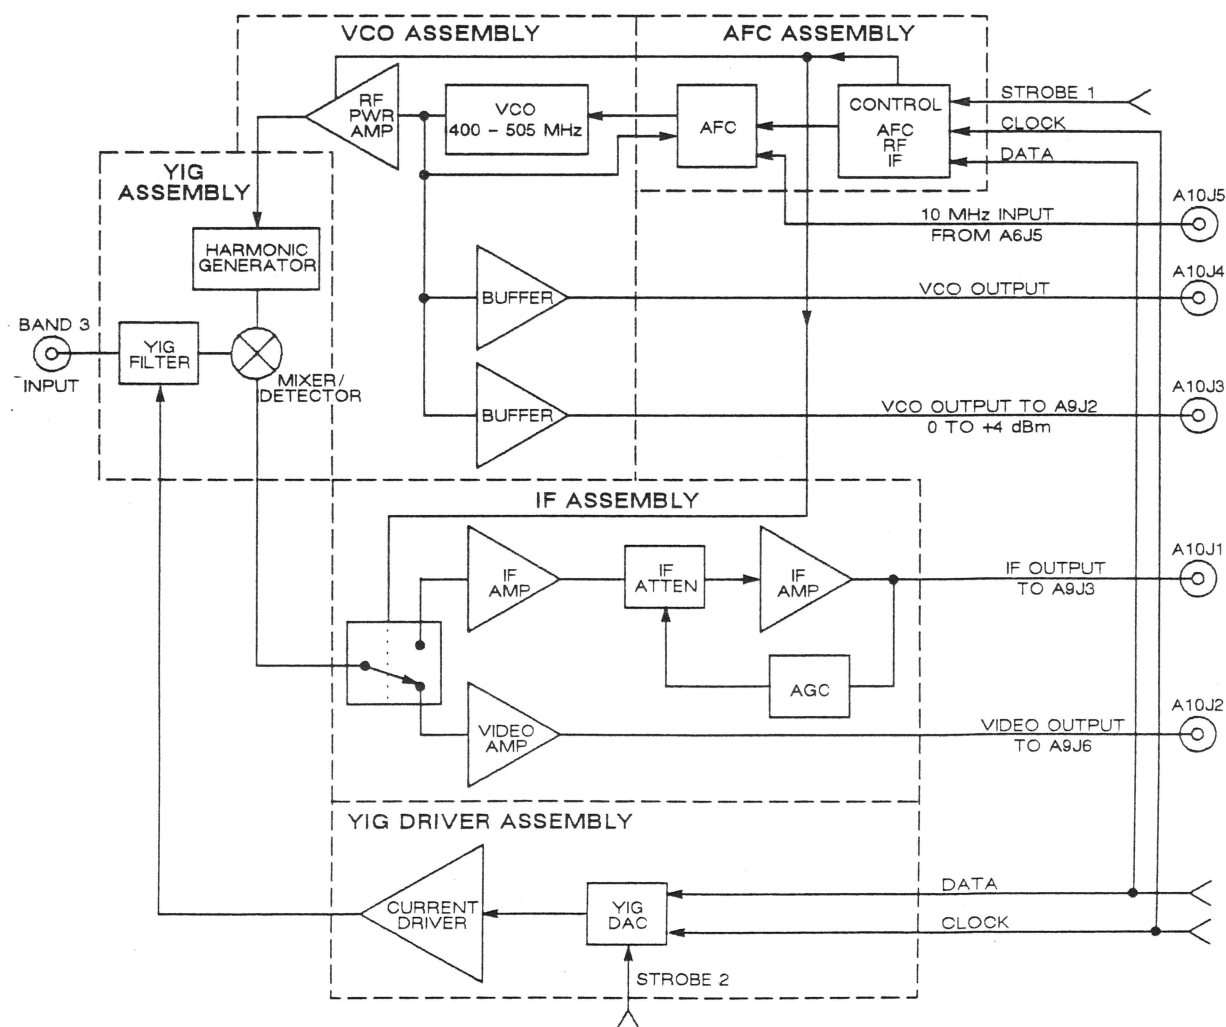 VCO ASSEMBLY
AFC ASSEMBLY
RF
PWR
AMP
VCO
400 - 505 MHz
AFC
CONTROL
AFC
RF
IF
STROBE 1
CLOCK
DATA
YIG
ASSEMBLY
A10J5
10 MHz INPUT
FROM A6J5
HARMONIC
GENERATOR
A10J4
BUFFER
VCO OUTPUT
BAND 3
INPUT
YIG
FILTER
MIXER/
DETECTOR
A10J3
BUFFER
VCO OUTPUT TO A9J2
0 TO +4 dBm
IF ASSEMBLY
A10J1
IF
AMP
IF
ATTEN
IF
AMP
IF OUTPUT
TO A9J3
AGC
A10J2
VIDEO
AMP
VIDEO OUTPUT
TO A9J6
YIG DRIVER ASSEMBLY
CURRENT
DRIVER
YIG
DAC
DATA
CLOCK
STROBE 2